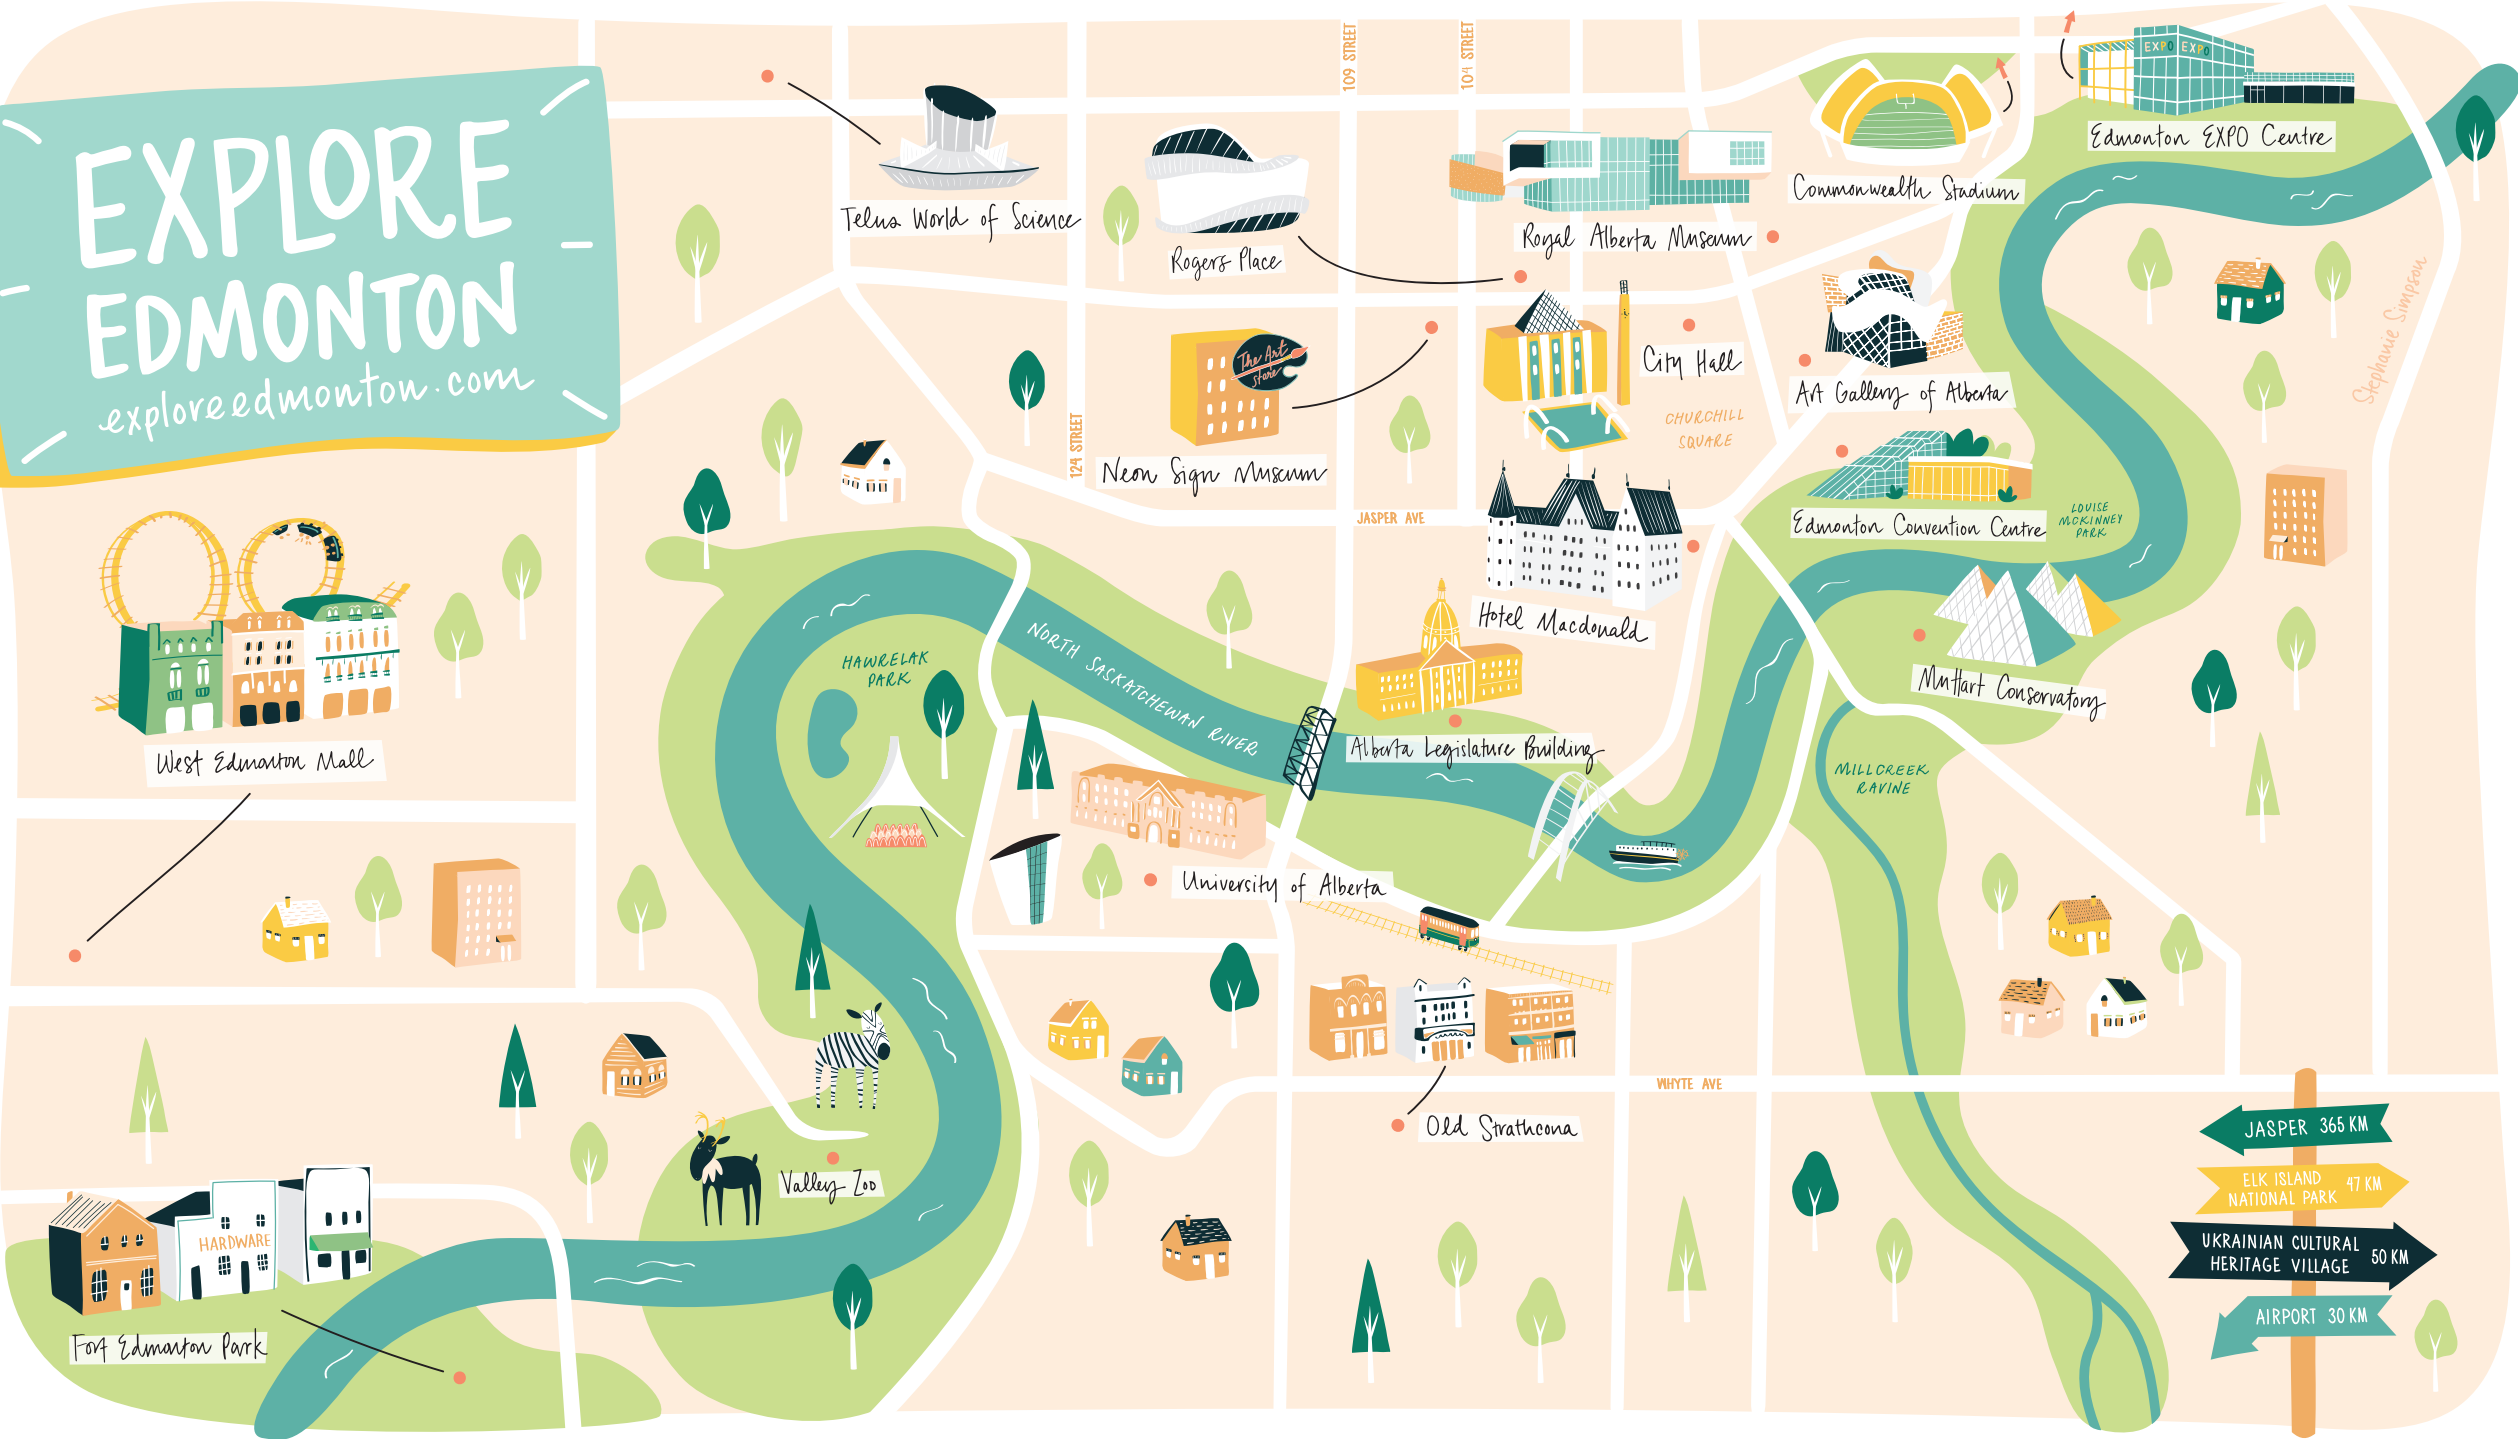 EXPLORE
EDMONTON
exploreedmonton.com
109 STREET
104 STREET
124 STREET
EXPO EXPO
Edmonton EXPO Centre
Commonwealth Stadium
Telus World of Science
Rogers Place
Royal Alberta Museum
The Art
Store
Neon Sign Museum
City Hall
CHURCHILL
SQUARE
Art Gallery of Alberta
Stephanie Simpson
JASPER AVE
Edmonton Convention Centre
LOUISE
MCKINNEY
PARK
Hotel Macdonald
HAWRELAK
PARK
NORTH SASKATCHEWAN RIVER
Muttart Conservatory
West Edmonton Mall
Alberta Legislature Building
MILLCREEK
RAVINE
University of Alberta
WHYTE AVE
Old Strathcona
Valley Zoo
HARDWARE
Fort Edmonton Park
JASPER 365 KM
ELK ISLAND
NATIONAL PARK 47 KM
UKRAINIAN CULTURAL
HERITAGE VILLAGE 50 KM
AIRPORT 30 KM